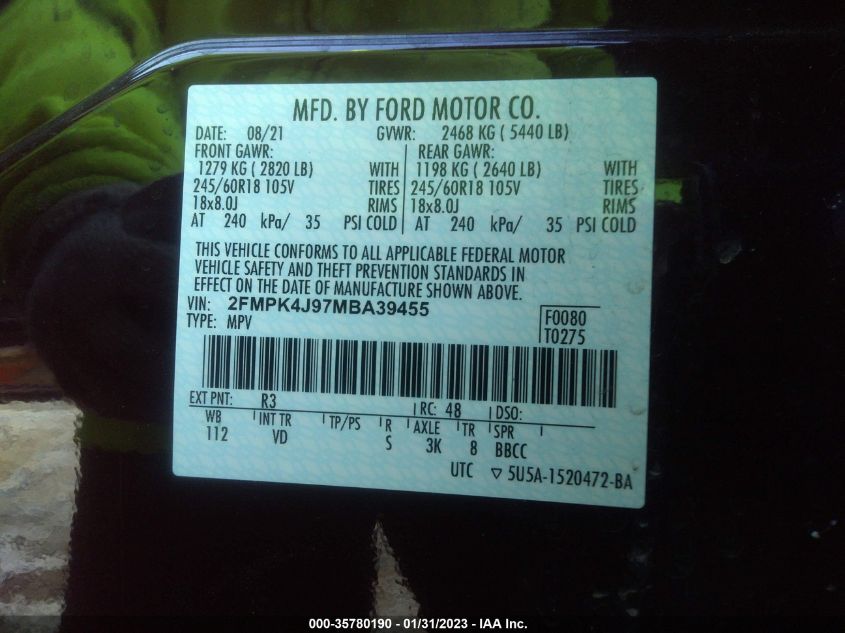 MFD. BY FORD MOTOR CO.
DATE: 08/21 GVWR: 2468 KG ( 5440 LB)
FRONT GAWR: REAR GAWR:
1279 KG ( 2820 LB) WITH 1198 KG ( 2640 LB) WITH
245/60R18 105V TIRES 245/60R18 105V TIRES
18x8.0J RIMS 18x8.0J RIMS
AT 240 kPa/ 35 PSI COLD AT 240 kPa/ 35 PSI COLD
THIS VEHICLE CONFORMS TO ALL APPLICABLE FEDERAL MOTOR
VEHICLE SAFETY AND THEFT PREVENTION STANDARDS IN
EFFECT ON THE DATE OF MANUFACTURE SHOWN ABOVE.
VIN: 2FMPK4J97MBA39455
TYPE: MPV
F0080
T0275
EXT PNT: R3 RC: 48 DSO:
WB INT TR TP/PS R AXLE TR SPR
112 VD S 3K 8 BBCC
UTC ▽ 5U5A-1520472-BA
000-35780190 - 01/31/2023 - IAA Inc.